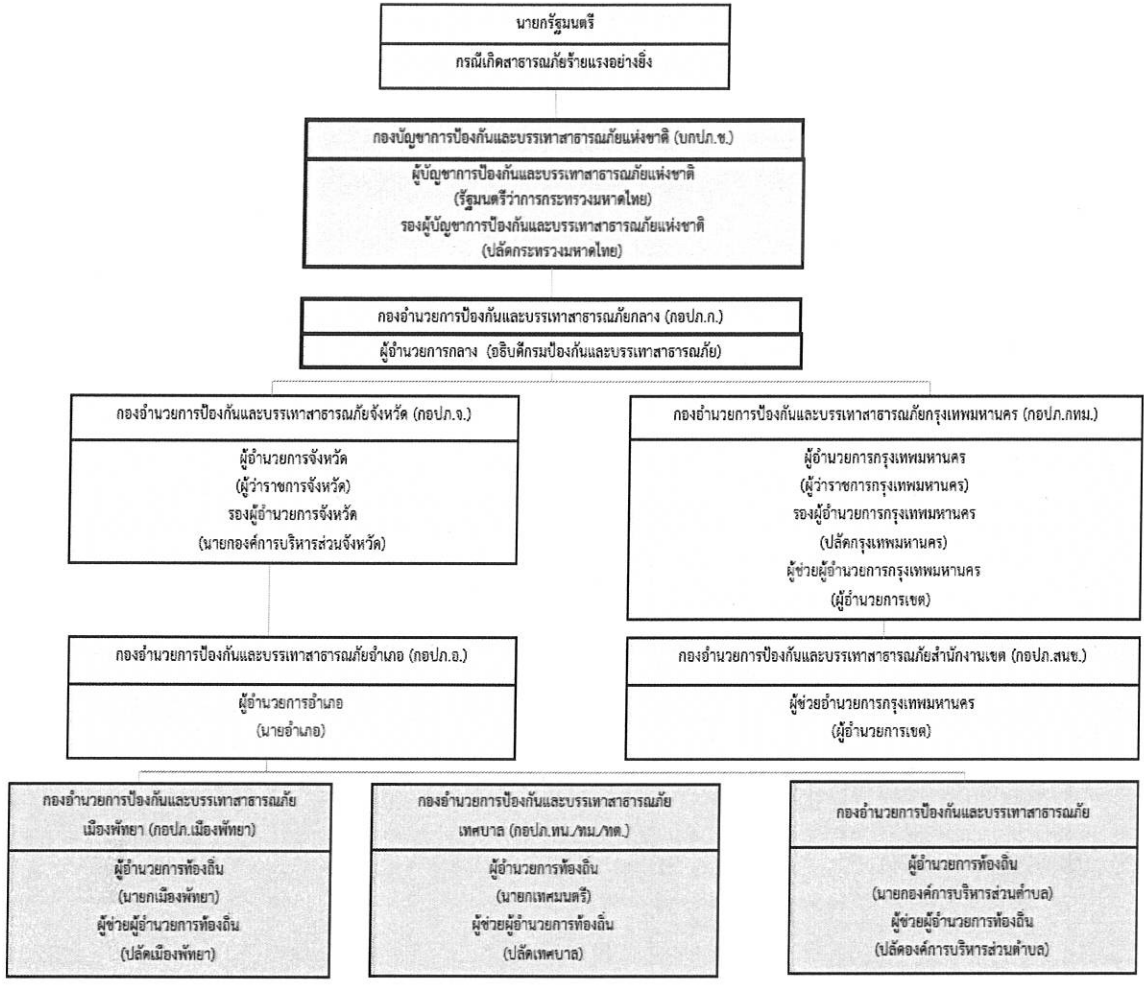 นายกรัฐมนตรี
กรณีเกิดสาธารณภัยร้ายแรงอย่างยิ่ง
กองบัญชาการป้องกันและบรรเทาสาธารณภัยแห่งชาติ (บกปภ.ช.)
ผู้บัญชาการป้องกันและบรรเทาสาธารณภัยแห่งชาติ
(รัฐมนตรีว่าการกระทรวงมหาดไทย)
รองผู้บัญชาการป้องกันและบรรเทาสาธารณภัยแห่งชาติ
(ปลัดกระทรวงมหาดไทย)
กองอำนวยการป้องกันและบรรเทาสาธารณภัยกลาง (กอปภ.ก.)
ผู้อำนวยการกลาง (อธิบดีกรมป้องกันและบรรเทาสาธารณภัย)
กองอำนวยการป้องกันและบรรเทาสาธารณภัยจังหวัด (กอปภ.จ.)
ผู้อำนวยการจังหวัด
(ผู้ว่าราชการจังหวัด)
รองผู้อำนวยการจังหวัด
(นายกองค์การบริหารส่วนจังหวัด)
กองอำนวยการป้องกันและบรรเทาสาธารณภัยกรุงเทพมหานคร (กอปภ.กทม.)
ผู้อำนวยการกรุงเทพมหานคร
(ผู้ว่าราชการกรุงเทพมหานคร)
รองผู้อำนวยการกรุงเทพมหานคร
(ปลัดกรุงเทพมหานคร)
ผู้ช่วยผู้อำนวยการกรุงเทพมหานคร
(ผู้อำนวยการเขต)
กองอำนวยการป้องกันและบรรเทาสาธารณภัยอำเภอ (กอปภ.อ.)
ผู้อำนวยการอำเภอ
(นายอำเภอ)
กองอำนวยการป้องกันและบรรเทาสาธารณภัยสำนักงานเขต (กอปภ.สนข.)
ผู้ช่วยอำนวยการกรุงเทพมหานคร
(ผู้อำนวยการเขต)
กองอำนวยการป้องกันและบรรเทาสาธารณภัย
เมืองพัทยา (กอปภ.เมืองพัทยา)
ผู้อำนวยการท้องถิ่น
(นายกเมืองพัทยา)
ผู้ช่วยผู้อำนวยการท้องถิ่น
(ปลัดเมืองพัทยา)
กองอำนวยการป้องกันและบรรเทาสาธารณภัย
เทศบาล (กอปภ.ทน./ทม./ทต.)
ผู้อำนวยการท้องถิ่น
(นายกเทศมนตรี)
ผู้ช่วยผู้อำนวยการท้องถิ่น
(ปลัดเทศบาล)
กองอำนวยการป้องกันและบรรเทาสาธารณภัย
ผู้อำนวยการท้องถิ่น
(นายกองค์การบริหารส่วนตำบล)
ผู้ช่วยผู้อำนวยการท้องถิ่น
(ปลัดองค์การบริหารส่วนตำบล)